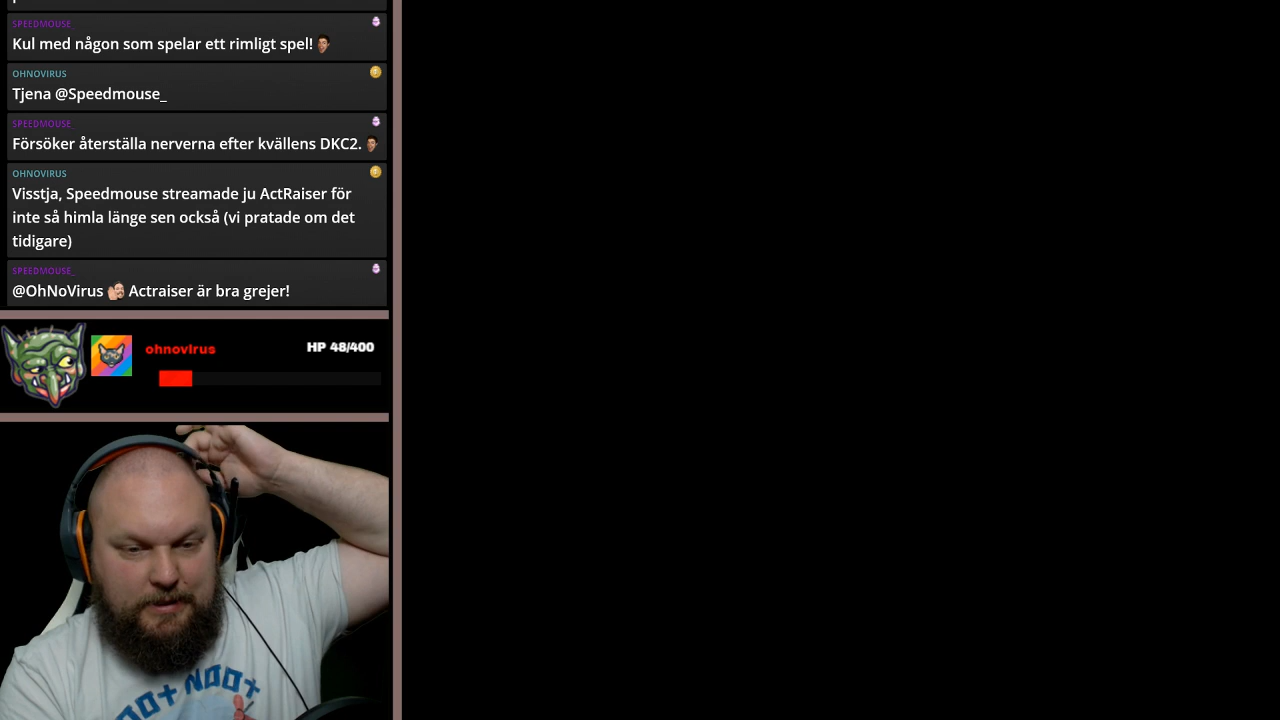 SPEEDMOUSE_
Kul med någon som spelar ett rimligt spel!
OHNOVIRUS
Tjena @Speedmouse_
SPEEDMOUSE_
Försöker återställa nerverna efter kvällens DKC2.
OHNOVIRUS
Visstja, Speedmouse streamade ju ActRaiser för
inte så himla länge sen också (vi pratade om det
tidigare)
SPEEDMOUSE_
@OhNoVirus Actraiser är bra grejer!
ohnovirus
HP 48/400
NOOT NOOT